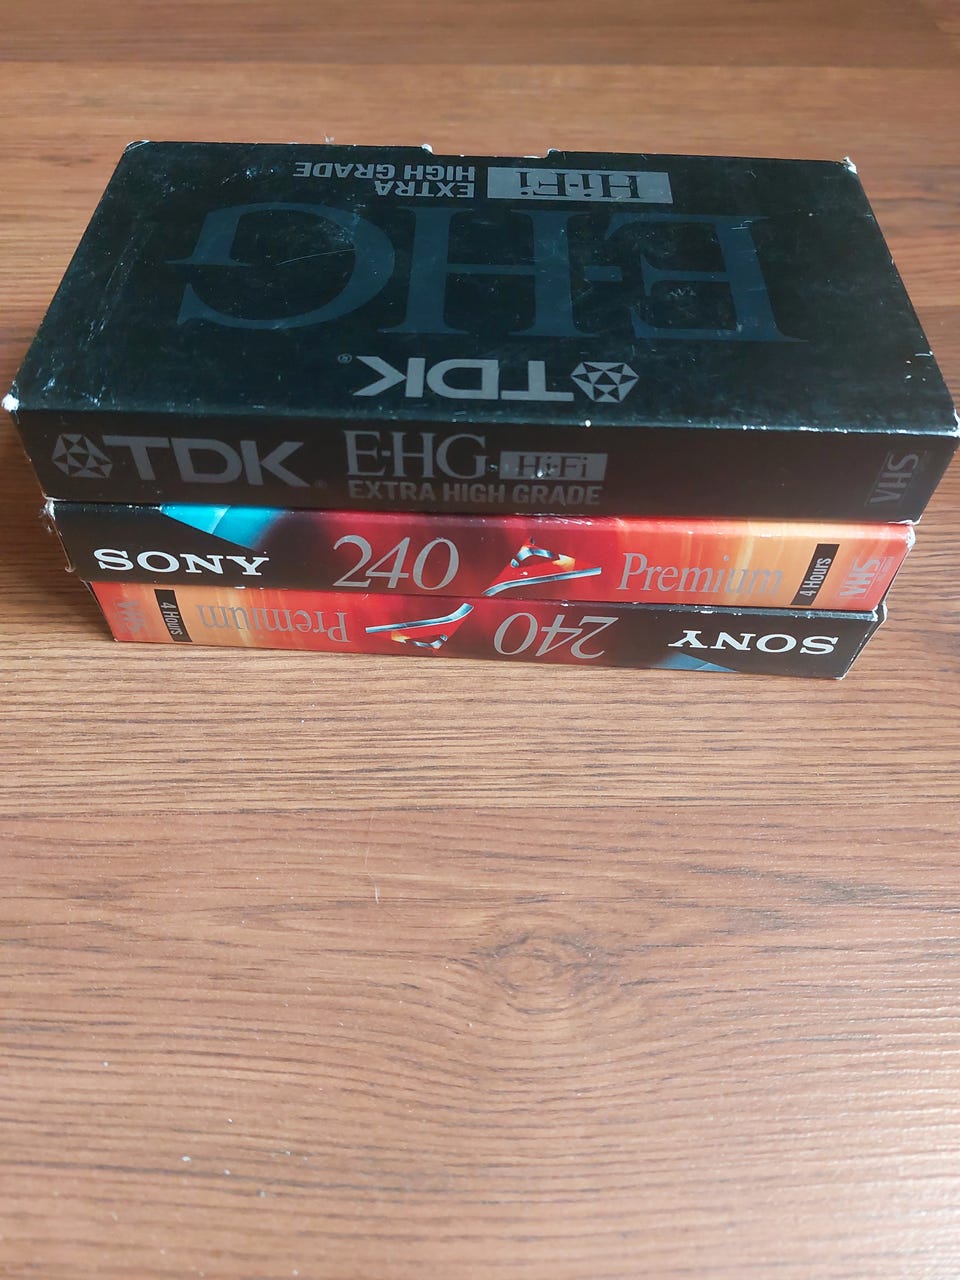 Hi-Fi EXTRA
HIGH GRADE
E-HG
TDK®
TDK® E-HG Hi-Fi
EXTRA HIGH GRADE
VHS
SONY 240 Premium 4 Hours VHS
SONY 240 Premium 4 Hours VHS